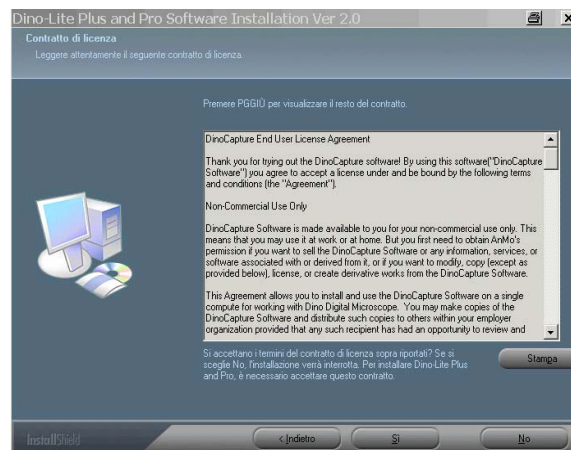 Dino-Lite Plus and Pro Software Installation Ver 2.0
Contratto di licenza
Leggere attentamente il seguente contratto di licenza.
Premere PGGIÙ per visualizzare il resto del contratto.
DinoCapture End User License Agreement
Thank you for trying out the DinoCapture software! By using this software("DinoCapture
Software") you agree to accept a license under and be bound by the following terms
and conditions (the "Agreement").
Non-Commercial Use Only
DinoCapture Software is made available to you for your non-commercial use only. This
means that you may use it at work or at home. But you first need to obtain AnMo's
permission if you want to sell the DinoCapture Software or any information, services, or
software associated with or derived from it, or if you want to modify, copy (except as
provided below), license, or create derivative works from the DinoCapture Software.
This Agreement allows you to install and use the DinoCapture Software on a single
compute for working with Dino Digital Microscope. You may make copies of the
DinoCapture Software and distribute such copies to others within your employer
organization provided that any such recipient has had an opportunity to review and
Si accettano i termini del contratto di licenza sopra riportati? Se si
sceglie No, l'installazione verrà interrotta. Per installare Dino-Lite Plus
and Pro, è necessario accettare questo contratto.
Stampa
InstallShield
< Indietro
Sì
No